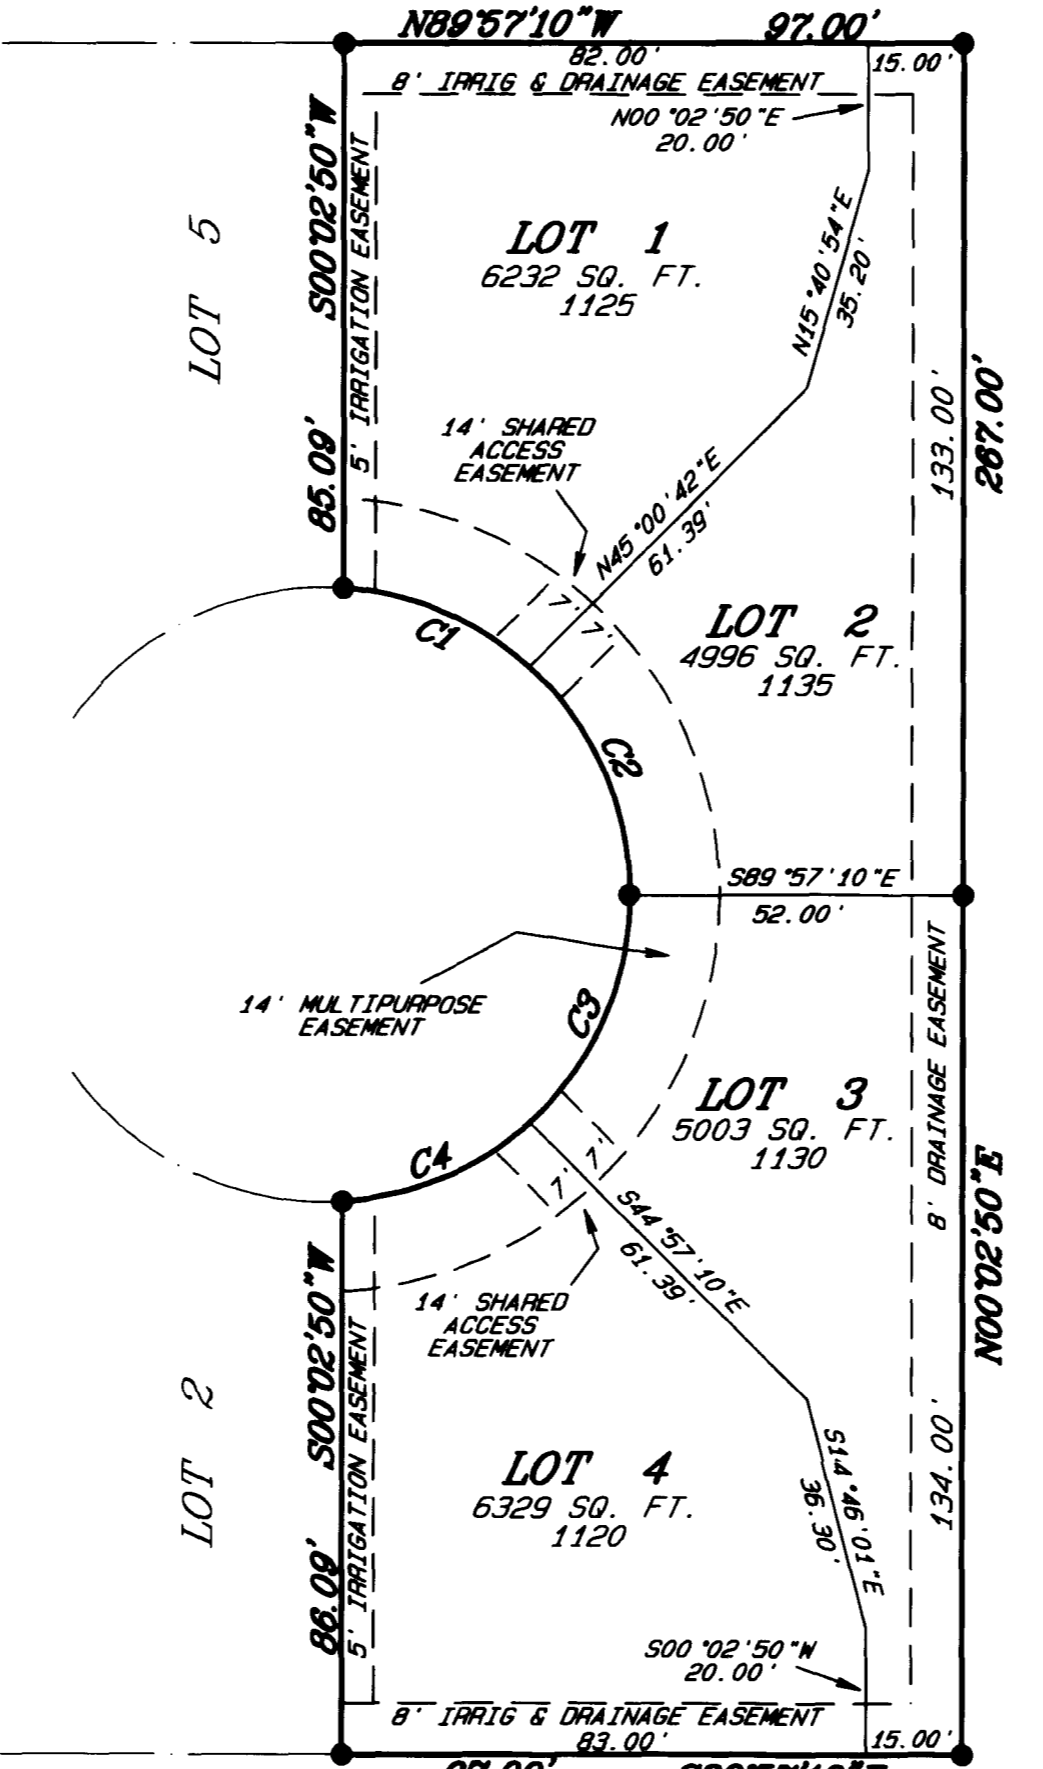 N89°57'10"W 97.00'
82.00' 15.00'
8' IRRIG & DRAINAGE EASEMENT
N00°02'50"E
20.00'
S00°02'50"W
85.09'
5' IRRIGATION EASEMENT
LOT 5
LOT 1
6232 SQ. FT.
1125
N15°40'54"E
35.20'
14' SHARED
ACCESS
EASEMENT
N45°00'42"E
61.39'
133.00'
267.00'
7' 7'
C1
C2
LOT 2
4996 SQ. FT.
1135
S89°57'10"E
52.00'
14' MULTIPURPOSE
EASEMENT
C3
C4
8' DRAINAGE EASEMENT
LOT 3
5003 SQ. FT.
1130
N00°02'50"E
7' 7'
S44°57'10"E
61.39'
14' SHARED
ACCESS
EASEMENT
S00°02'50"W
86.09'
5' IRRIGATION EASEMENT
LOT 2
LOT 4
6329 SQ. FT.
1120
S14°46'01"E
36.30'
134.00'
S00°02'50"W
20.00'
8' IRRIG & DRAINAGE EASEMENT
83.00' 15.00'